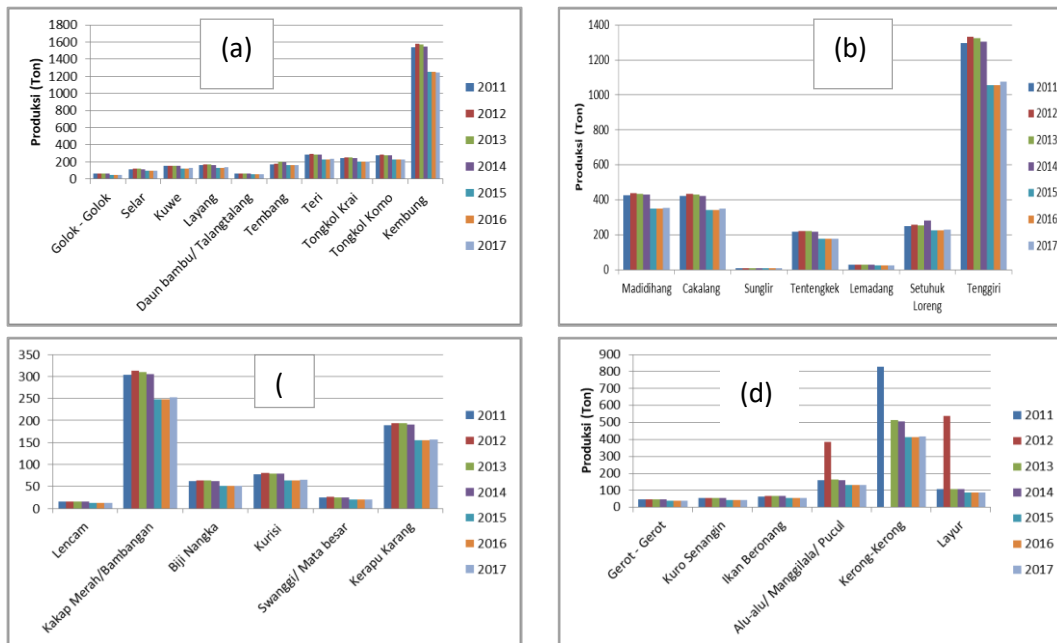 (a)
Produksi (Ton)
1800
1600
1400
1200
1000
800
600
400
200
0
Golok - Golok
Selar
Kuwe
Layang
Daun bambu/ Talangtalang
Tembang
Teri
Tongkol Krai
Tongkol Komo
Kembung
2011
2012
2013
2014
2015
2016
2017
(b)
Produksi (Ton)
1400
1200
1000
800
600
400
200
0
Madidihang
Cakalang
Sunglir
Tentengkek
Lemadang
Setuhuk
Loreng
Tenggiri
2011
2012
2013
2014
2015
2016
2017
(
350
300
250
200
150
100
50
0
Lencam
Kakap Merah/Bambangan
Biji Nangka
Kurisi
Swanggi/ Mata besar
Kerapu Karang
2011
2012
2013
2014
2015
2016
2017
(d)
Produksi (Ton)
900
800
700
600
500
400
300
200
100
0
Gerot - Gerot
Kuro Senangin
Ikan Beronang
Alu-alu/ Manggilala/ Pucul
Kerong-Kerong
Layur
2011
2012
2013
2014
2015
2016
2017